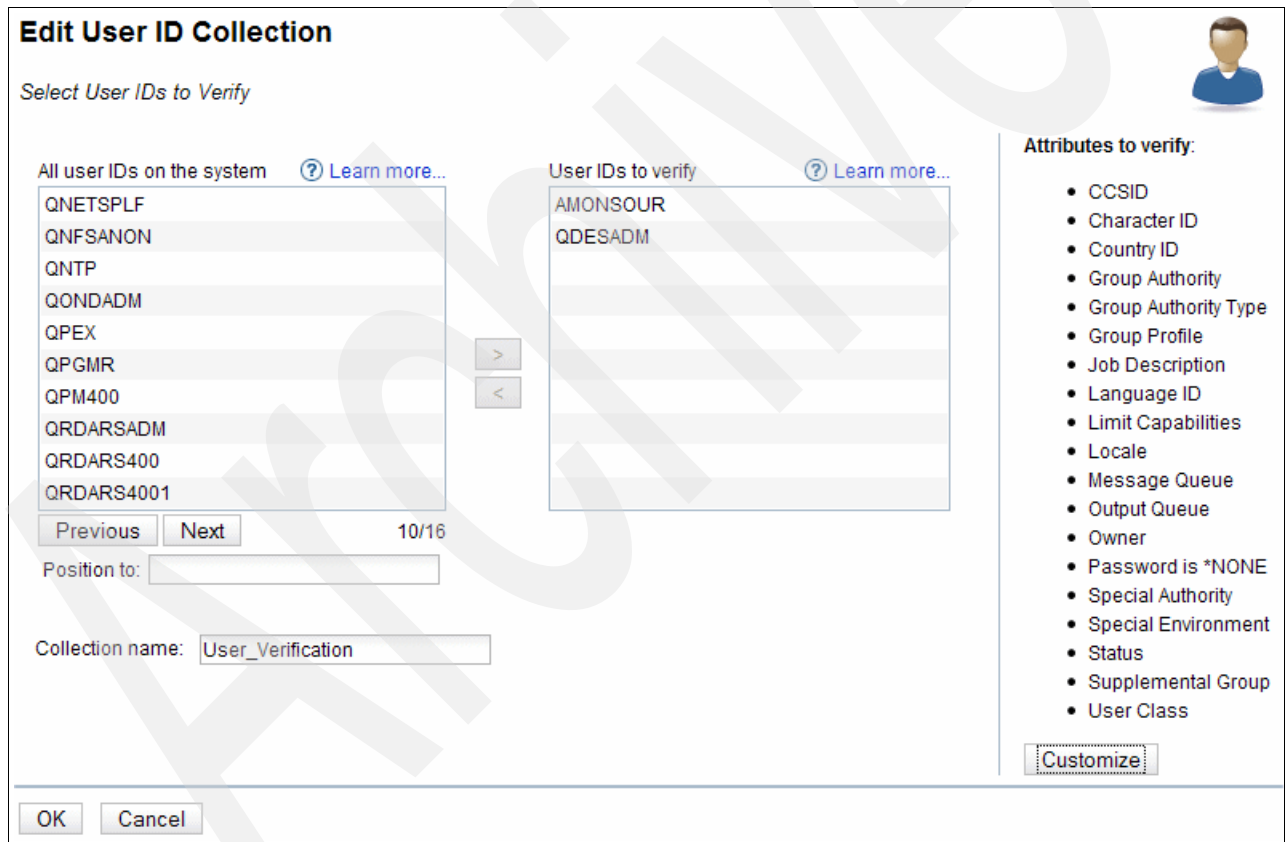 Edit User ID Collection
Select User IDs to Verify
All user IDs on the system ? Learn more...
QNETSPLF
QNFSANON
QNTP
QONDADM
QPEX
QPGMR
QPM400
QRDARSADM
QRDARS400
QRDARS4001
Previous Next 10/16
Position to:
>
<
User IDs to verify ? Learn more...
AMONSOUR
QDESADM
Collection name: User_Verification
Attributes to verify:
• CCSID
• Character ID
• Country ID
• Group Authority
• Group Authority Type
• Group Profile
• Job Description
• Language ID
• Limit Capabilities
• Locale
• Message Queue
• Output Queue
• Owner
• Password is *NONE
• Special Authority
• Special Environment
• Status
• Supplemental Group
• User Class
Customize
OK Cancel
Archive